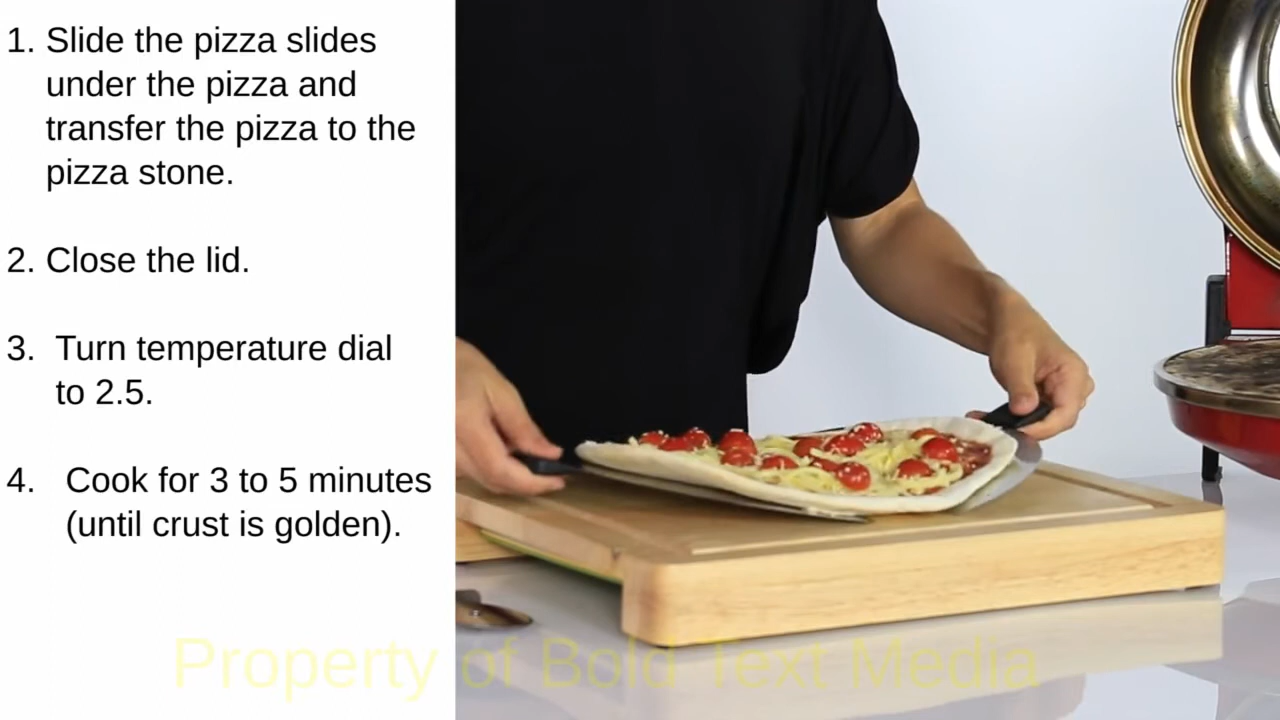 1. Slide the pizza slides
under the pizza and
transfer the pizza to the
pizza stone.
2. Close the lid.
3. Turn temperature dial
to 2.5.
4. Cook for 3 to 5 minutes
(until crust is golden).
Property of Bold Text Media